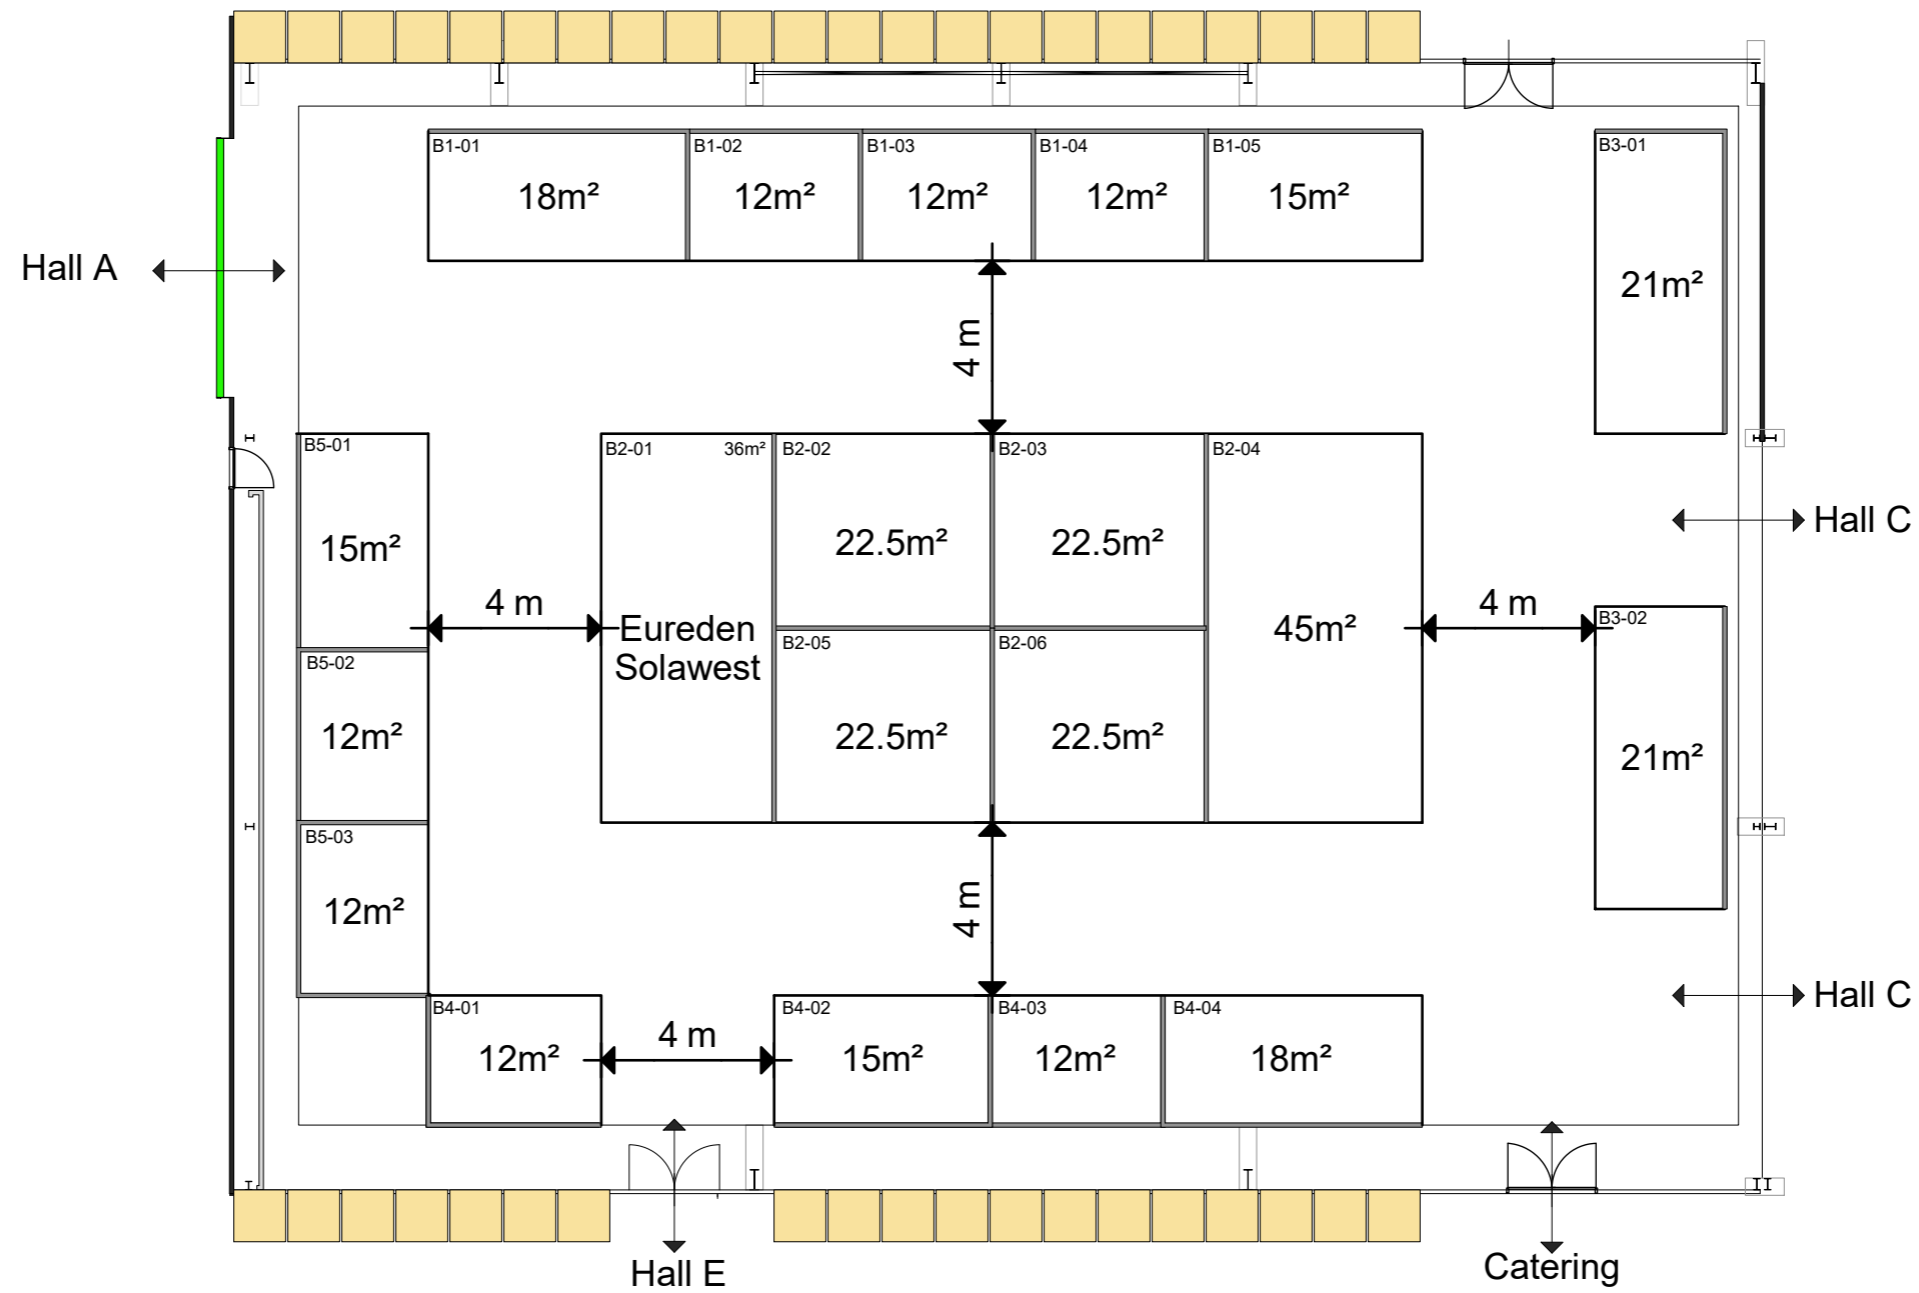 B1-01
18m²
B1-02
12m²
B1-03
12m²
B1-04
12m²
B1-05
15m²
B3-01
21m²
Hall A
4 m
B5-01
15m²
B5-02
12m²
B5-03
12m²
4 m
B2-01 36m²
Eureden
Solawest
B2-02
22.5m²
B2-03
22.5m²
B2-04
45m²
B2-05
22.5m²
B2-06
22.5m²
4 m
Hall C
B3-02
21m²
4 m
Hall C
B4-01
12m²
4 m
B4-02
15m²
B4-03
12m²
B4-04
18m²
Hall E
Catering